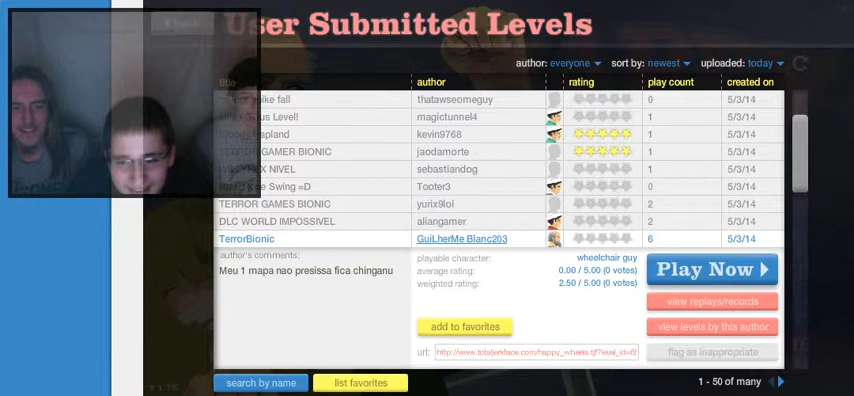 User Submitted Levels
author: everyone sort by: newest uploaded: today
title author rating play count created on
spike fall thatawseomeguy 0 5/3/14
Level! magictunnel4 1 5/3/14
kevin9768 1 5/3/14
TERROR GAMER BIONIC jaodamorte 1 5/3/14
NIVEL sebastiandog 1 5/3/14
Swing =D Tooter3 0 5/3/14
TERROR GAMES BIONIC yurix9lol 2 5/3/14
DLC WORLD IMPOSSIVEL aliangamer 2 5/3/14
TerrorBionic GuiLherMe Blanc203 6 5/3/14
author's comments:
Meu 1 mapa nao presissa fica chinganu
playable character: wheelchair guy
average rating: 0.00 / 5.00 (0 votes)
weighted rating: 2.50 / 5.00 (0 votes)
Play Now
view replays/records
add to favorites
view levels by this author
url: http://www.totaljerkface.com/happy_wheels.tjf?level_id=6
flag as inappropriate
search by name
list favorites
1 - 50 of many